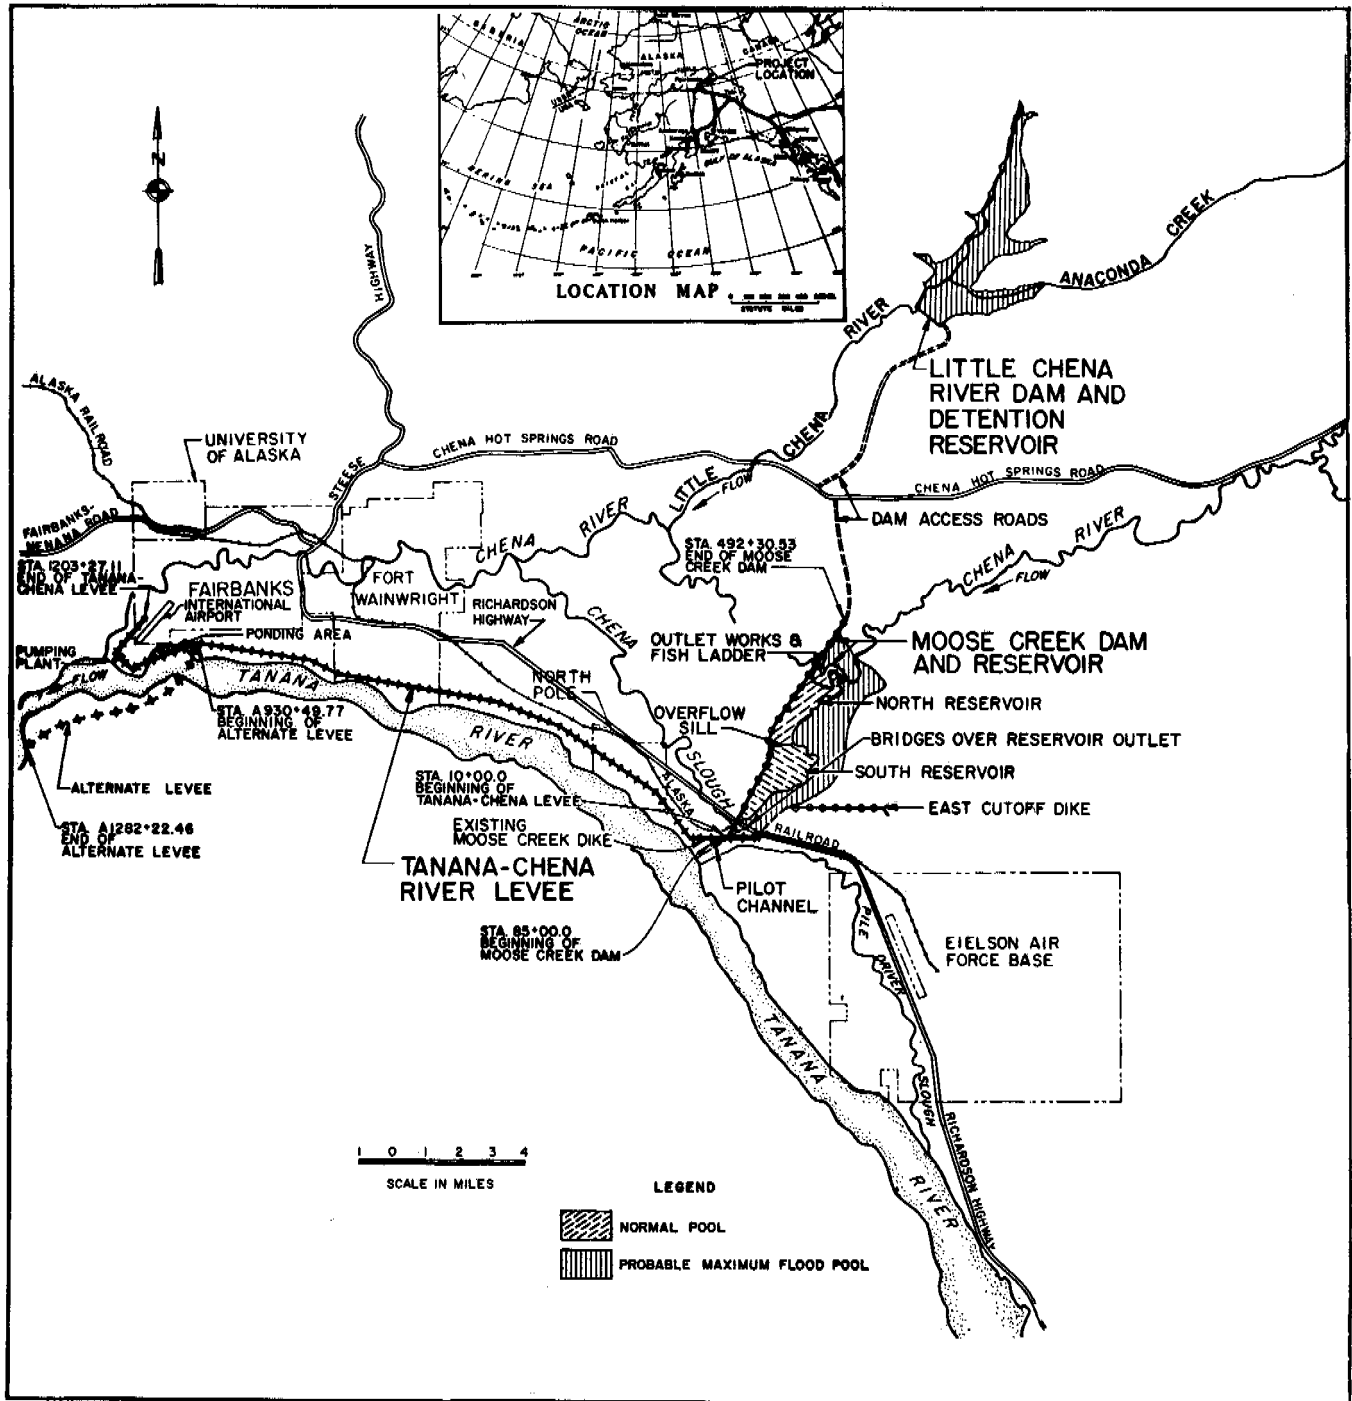 SIBERIA
ARCTIC
OCEAN
ALASKA
CANADA
PROJECT
LOCATION
BERING SEA
GULF OF ALASKA
PACIFIC OCEAN
LOCATION MAP
STATUTE MILES
N
HIGHWAY
STEESE
ALASKA RAILROAD
UNIVERSITY
OF ALASKA
CHENA HOT SPRINGS ROAD
LITTLE CHENA RIVER
FLOW
ANACONDA CREEK
LITTLE CHENA
RIVER DAM AND
DETENTION
RESERVOIR
CHENA HOT SPRINGS ROAD
DAM ACCESS ROADS
CHENA RIVER
FLOW
FAIRBANKS-
NENANA ROAD
STA. 1203+27.11
END OF TANANA-
CHENA LEVEE
FAIRBANKS
INTERNATIONAL
AIRPORT
PONDING AREA
PUMPING
PLANT
FLOW
FORT
WAINWRIGHT
CHENA RIVER
RICHARDSON
HIGHWAY
CHENA SLOUGH
STA. 492+30.53
END OF MOOSE
CREEK DAM
OUTLET WORKS &
FISH LADDER
MOOSE CREEK DAM
AND RESERVOIR
NORTH RESERVOIR
OVERFLOW
SILL
BRIDGES OVER RESERVOIR OUTLET
SOUTH RESERVOIR
EAST CUTOFF DIKE
NORTH
POLE
TANANA RIVER
STA. A930+49.77
BEGINNING OF
ALTERNATE LEVEE
ALTERNATE LEVEE
STA. A1282+22.46
END OF
ALTERNATE LEVEE
STA. 10+00.0
BEGINNING OF
TANANA-CHENA LEVEE
EXISTING
MOOSE CREEK DIKE
ALASKA RAILROAD
TANANA-CHENA
RIVER LEVEE
PILOT
CHANNEL
STA. 85+00.0
BEGINNING OF
MOOSE CREEK DAM
PILE DRIVER SLOUGH
EIELSON AIR
FORCE BASE
TANANA RIVER
RICHARDSON HIGHWAY
1 0 1 2 3 4
SCALE IN MILES
LEGEND
NORMAL POOL
PROBABLE MAXIMUM FLOOD POOL